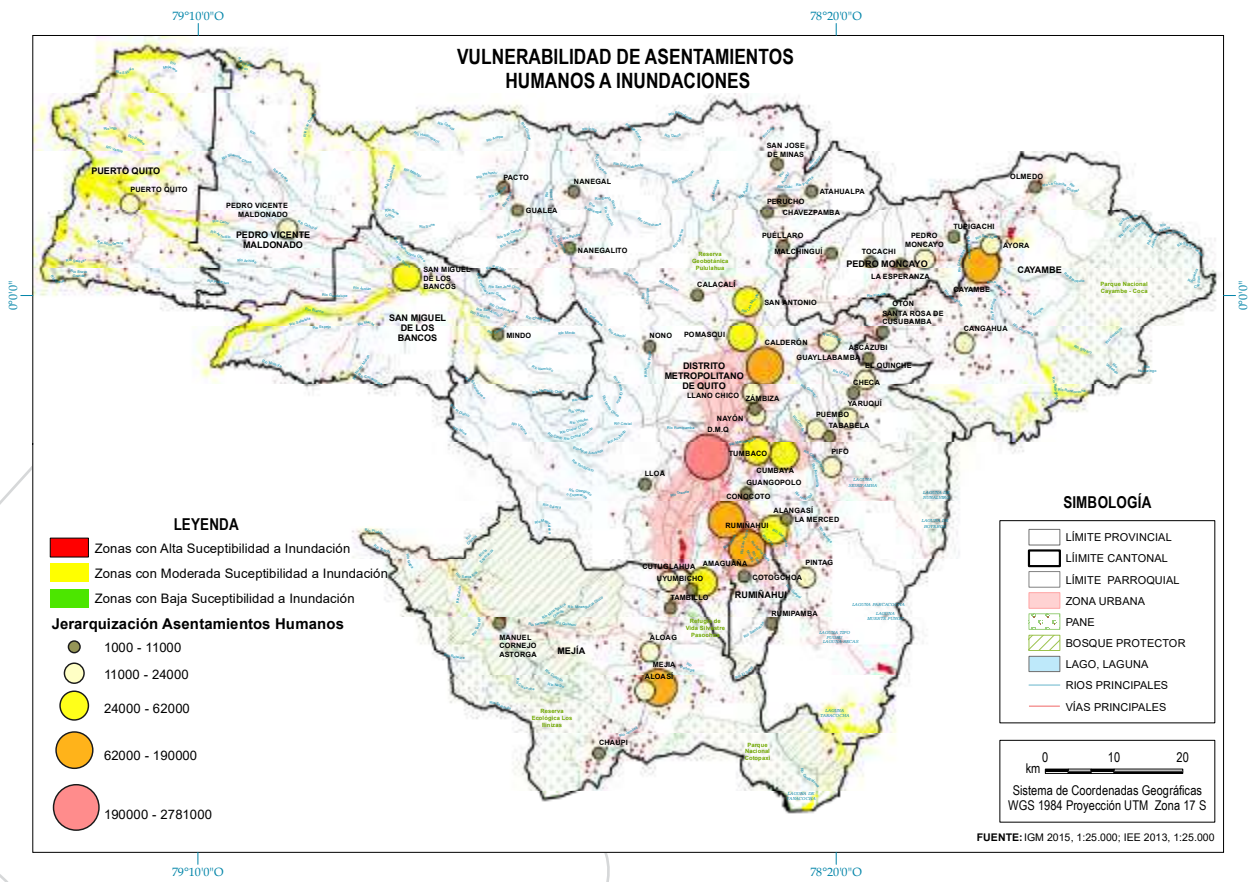 79°10'0"O
78°20'0"O
VULNERABILIDAD DE ASENTAMIENTOS
HUMANOS A INUNDACIONES
0°0'0"
0°0'0"
PUERTO QUITO
PUERTO QUITO
PEDRO VICENTE
MALDONADO
PEDRO VICENTE
MALDONADO
SAN MIGUEL
DE LOS
BANCOS
SAN MIGUEL
DE LOS
BANCOS
MINDO
PACTO
GUALEA
NANEGAL
NANEGALITO
SAN JOSE
DE MINAS
ATAHUALPA
PERUCHO
CHAVEZPAMBA
PUELLARO
MALCHINGUÍ
Reserva
Geobotánica
Pululahua
CALACALÍ
SAN ANTONIO
NONO
POMASQUI
CALDERÓN
DISTRITO
METROPOLITANO
DE QUITO
LLANO CHICO
ZÁMBIZA
NAYÓN
D.M.Q
OLMEDO
TUPIGACHI
PEDRO
MONCAYO
TOCACHI
PEDRO MONCAYO
LA ESPERANZA
AYORA
CAYAMBE
CAYAMBE
Parque Nacional
Cayambe - Coca
OTÓN
SANTA ROSA DE
CUSUBAMBA
CANGAHUA
GUAYLLABAMBA
ASCAZUBI
EL QUINCHE
CHECA
YARUQUÍ
PUEMBO
TABABELA
PIFO
TUMBACO
CUMBAYA
GUANGOPOLO
LLOA
CONOCOTO
ALANGASÍ
LA MERCED
RUMIÑAHUI
AMAGUAÑA
CUTUGLAHUA
UYUMBICHO
TAMBILLO
COTOGCHOA
PINTAG
RUMIÑAHUI
RUMIPAMBA
Refugio de
Vida Silvestre
Pasochoa
MANUEL
CORNEJO
ASTORGA
MEJÍA
ALOAG
MEJIA
ALOASÍ
CHAUPI
Reserva
Ecológica Los
Ilinizas
Parque
Nacional
Cotopaxi
LEYENDA
Zonas con Alta Suceptibilidad a Inundación
Zonas con Moderada Suceptibilidad a Inundación
Zonas con Baja Suceptibilidad a Inundación
Jerarquización Asentamientos Humanos
1000 - 11000
11000 - 24000
24000 - 62000
62000 - 190000
190000 - 2781000
SIMBOLOGÍA
LÍMITE PROVINCIAL
LÍIMITE CANTONAL
LÍMITE PARROQUIAL
ZONA URBANA
PANE
BOSQUE PROTECTOR
LAGO, LAGUNA
RIOS PRINCIPALES
VÍAS PRINCIPALES
0 10 20
km
Sistema de Coordenadas Geográficas
WGS 1984 Proyección UTM Zona 17 S
FUENTE: IGM 2015, 1:25.000; IEE 2013, 1:25.000
79°10'0"O
78°20'0"O